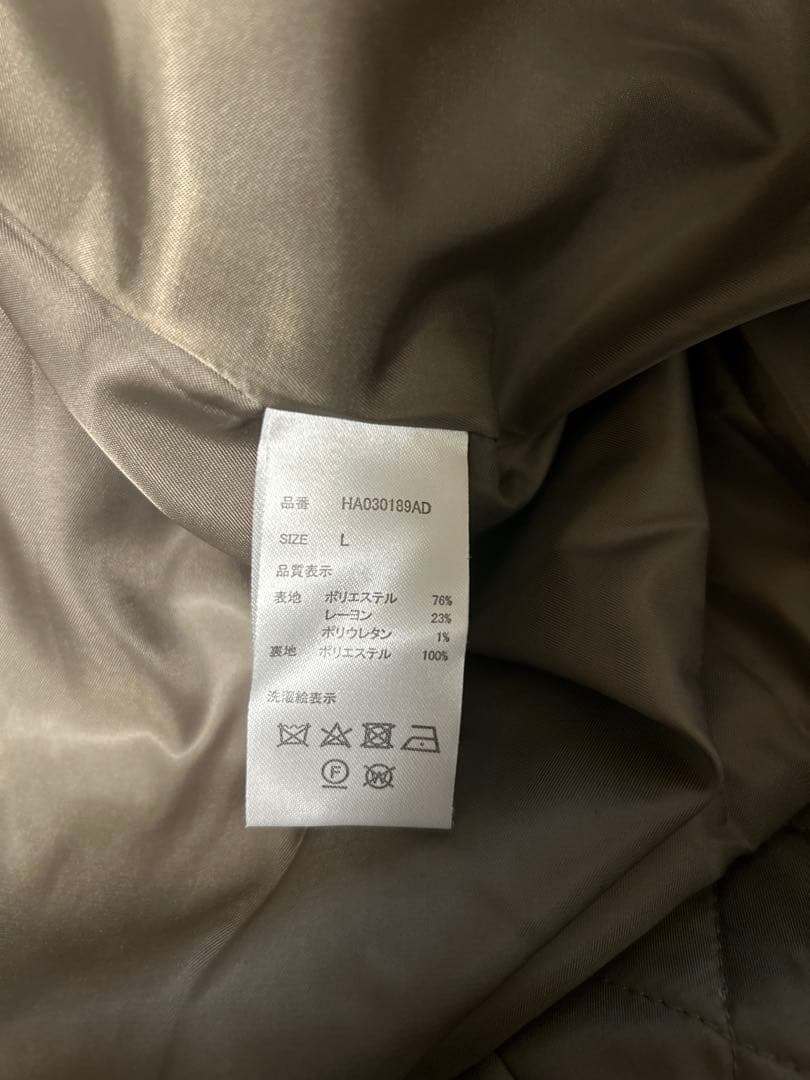 品番 HA030189AD
SIZE L
品質表示
表地 ポリエステル 76%
レーヨン 23%
ポリウレタン 1%
裏地 ポリエステル 100%
洗濯絵表示
F W